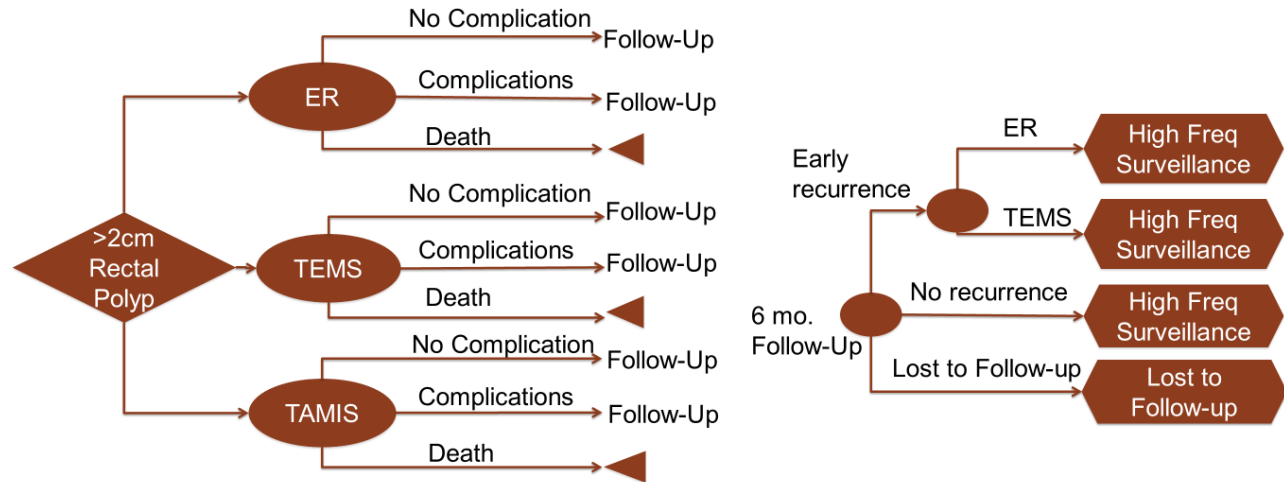 No Complication
Follow-Up
ER
Complications
Follow-Up
Death
>2cm
Rectal
Polyp
No Complication
Follow-Up
TEMS
Complications
Follow-Up
Death
No Complication
Follow-Up
TAMIS
Complications
Follow-Up
Death
6 mo.
Follow-Up
Early
recurrence
ER
High Freq
Surveillance
TEMS
High Freq
Surveillance
No recurrence
High Freq
Surveillance
Lost to Follow-up
Lost to
Follow-up